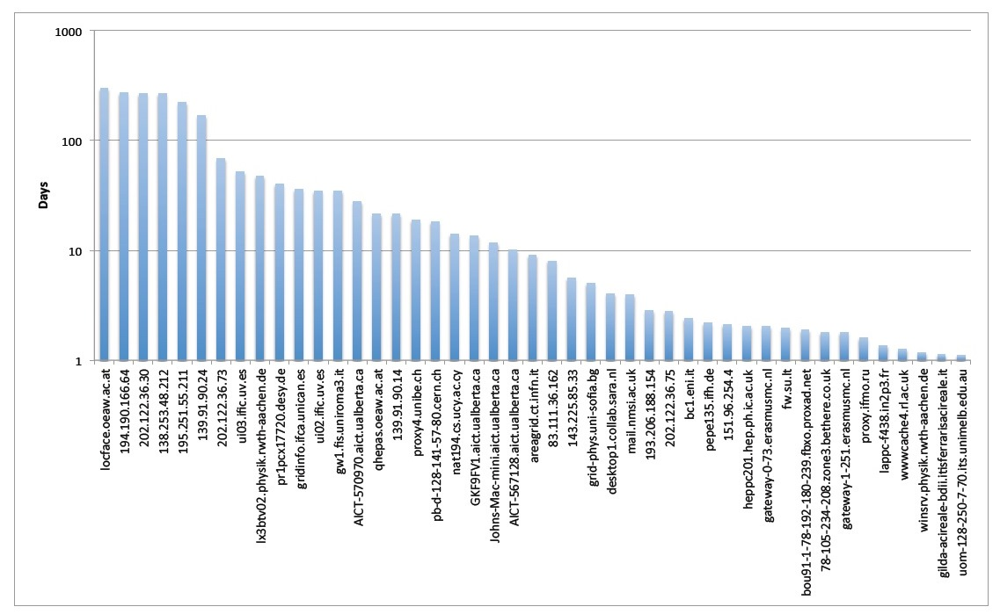 1000
100
10
1
Days
locface.oeaw.ac.at
194.190.166.64
202.122.36.30
138.253.48.212
195.251.55.211
139.91.90.24
202.122.36.73
ui03.ific.uv.es
lx3btv02.physik.rwth-aachen.de
pr1pcx17720.desy.de
gridinfo.ifca.unican.es
ui02.ific.uv.es
gw1.fis.uniroma3.it
AICT-570970.aict.ualberta.ca
qhepas.oeaw.ac.at
139.91.90.14
proxy4.unibe.ch
pb-d-128-141-57-80.cern.ch
nat194.cs.ucy.ac.cy
GKF9FV1.aict.ualberta.ca
Johns-Mac-mini.aict.ualberta.ca
AICT-567128.aict.ualberta.ca
areagrid.ct.infn.it
83.111.36.162
143.225.85.33
grid-phys.uni-sofia.bg
desktop1.collab.sara.nl
mail.nmsi.ac.uk
193.206.188.154
202.122.36.75
bc1.eni.it
pepe135.ifh.de
151.96.254.4
heppc201.hep.ph.ic.ac.uk
gateway-0-73.erasmusmc.nl
fw.su.lt
bou91-1-78-192-180-239.fbxo.proxad.net
78-105-234-208.zone3.bethere.co.uk
gateway-1-251.erasmusmc.nl
proxy.ifmo.ru
lappc-f438.in2p3.fr
wwwcache4.rl.ac.uk
winsrv.physik.rwth-aachen.de
gilda-acireale-bdii.itisferrarisacireale.it
uom-128-250-7-70.its.unimelb.edu.au